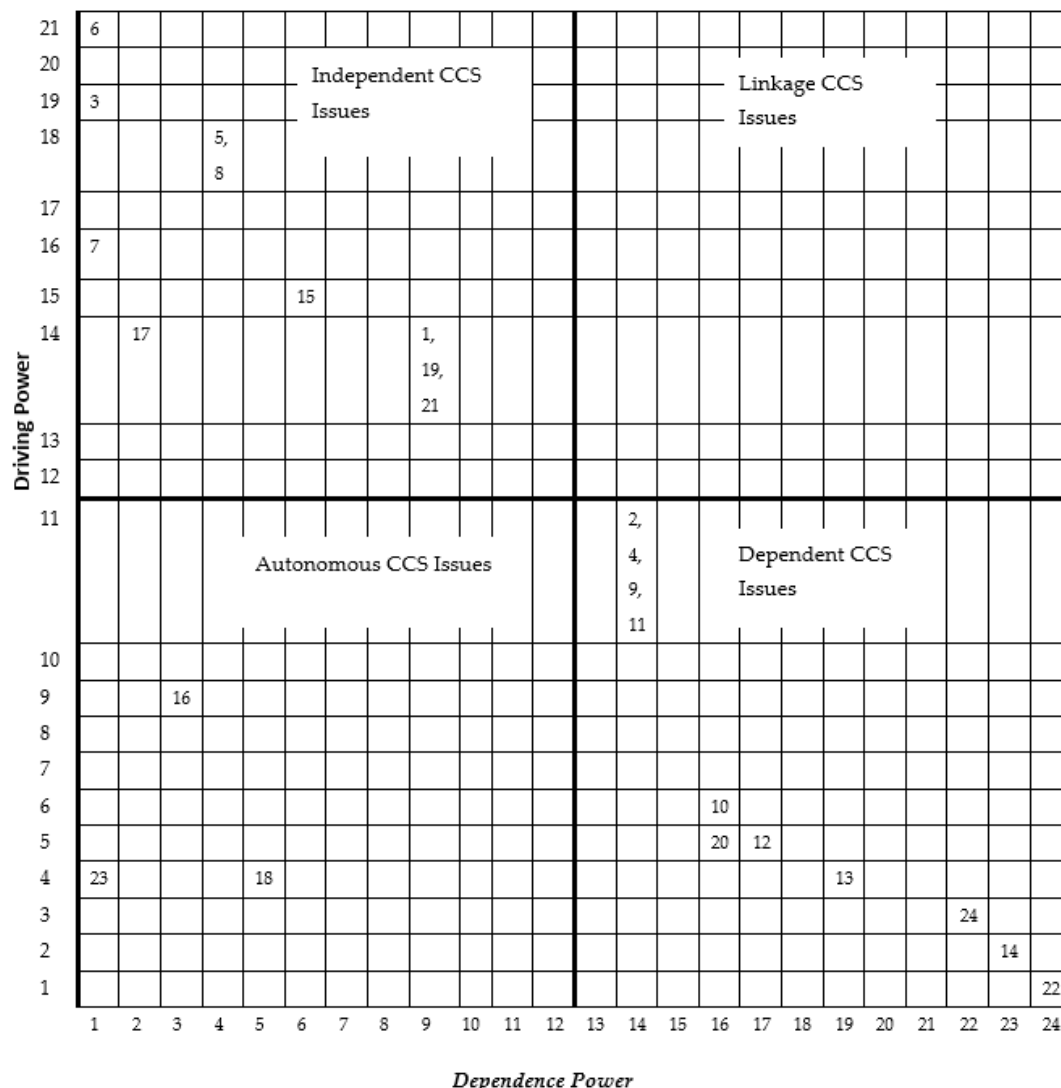 21 6
20
Independent CCS
Issues
Linkage CCS
Issues
19 3
18 5,
8
17
16 7
15 15
14 17 1,
19,
21
13
12
Driving Power
11 2,
4,
9,
11
Autonomous CCS Issues
Dependent CCS
Issues
10
9 16
8
7
6 10
5 20 12
4 23 18 13
3 24
2 14
1 22
1 2 3 4 5 6 7 8 9 10 11 12 13 14 15 16 17 18 19 20 21 22 23 24
Dependence Power